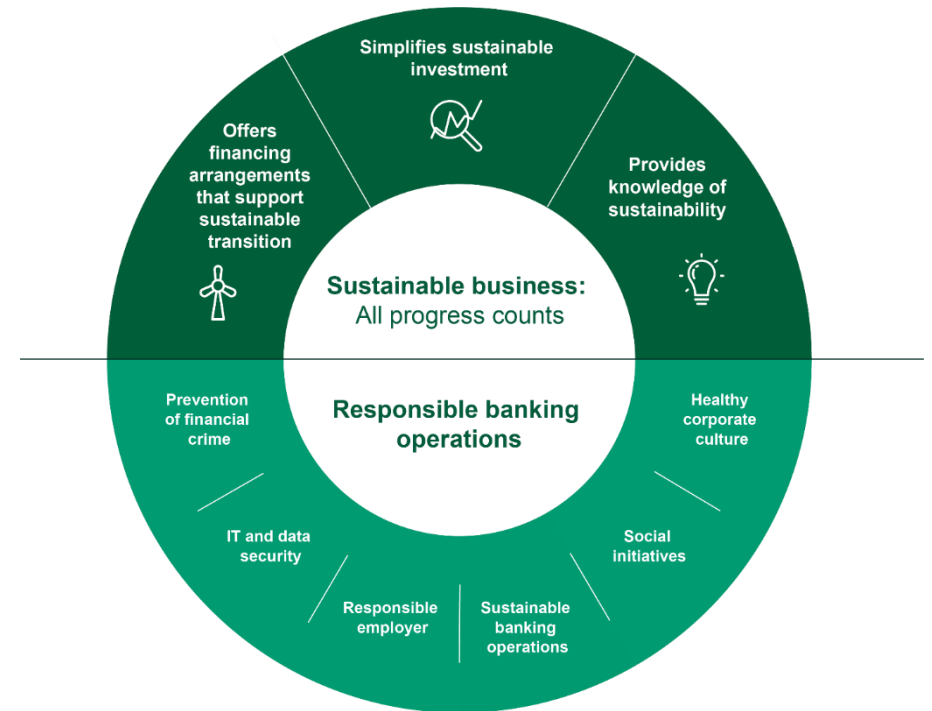 Simplifies sustainable
investment
Offers
financing
arrangements
that support
sustainable
transition
Provides
knowledge of
sustainability
Sustainable business:
All progress counts
Responsible banking
operations
Prevention
of financial
crime
IT and data
security
Responsible
employer
Sustainable
banking
operations
Social
initiatives
Healthy
corporate
culture